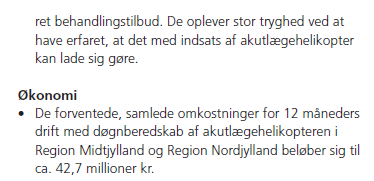 ret behandlingstilbud. De oplever stor tryghed ved at
have erfaret, at det med indsats af akutlægehelikopter
kan lade sig gøre.
Økonomi
• De forventede, samlede omkostninger for 12 måneders
drift med døgnberedskab af akutlægehelikopteren i
Region Midtjylland og Region Nordjylland beløber sig til
ca. 42,7 millioner kr.